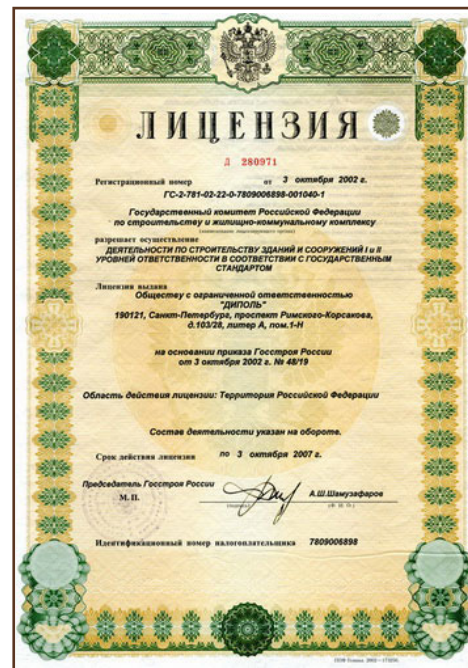 ЛИЦЕНЗИЯ
Д 280971
Регистрационный номер от 3 октября 2002 г.
ГС-2-781-02-22-0-7809006898-001040-1
Государственный комитет Российской Федерации
по строительству и жилищно-коммунальному комплексу
(наименование лицензирующего органа)
разрешает осуществление
ДЕЯТЕЛЬНОСТИ ПО СТРОИТЕЛЬСТВУ ЗДАНИЙ И СООРУЖЕНИЙ I и II
УРОВНЕЙ ОТВЕТСТВЕННОСТИ В СООТВЕТСТВИИ С ГОСУДАРСТВЕННЫМ
СТАНДАРТОМ
Лицензия выдана
Обществу с ограниченной ответственностью
"ДИПОЛЬ"
190121, Санкт-Петербург, проспект Римского-Корсакова,
д.103/28, литер А, пом.1-Н
на основании приказа Госстроя России
от 3 октября 2002 г. № 48/19
Область действия лицензии: Территория Российской Федерации
Состав деятельности указан на обороте.
Срок действия лицензии по 3 октября 2007 г.
Председатель Госстроя России
М. П.
А.Ш.Шамузафаров
(подпись) (Ф. И. О.)
Идентификационный номер налогоплательщика 7809006898